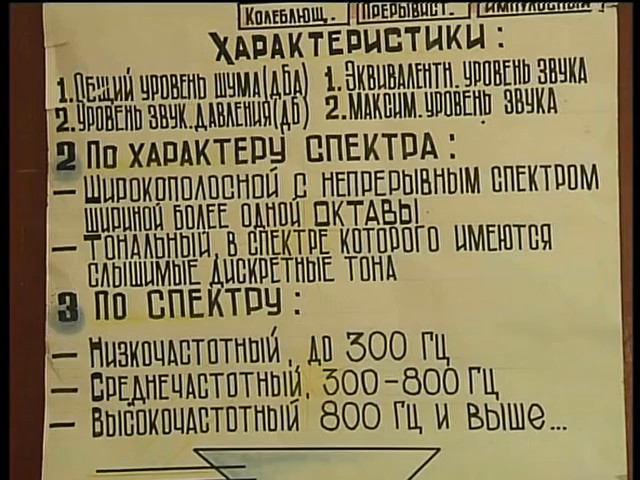 Колеблющ. Прерывист. Импульсный
Характеристики:
1. Общий уровень шума (дБА) 1. Эквивалентн. уровень звука
2. Уровень звук. давления (дБ) 2. Максим. уровень звука
2 По характеру спектра:
— Широкополосной с непрерывным спектром
шириной более одной октавы
— Тональный, в спектре которого имеются
слышимые дискретные тона
3 По спектру:
— Низкочастотный, до 300 Гц
— Среднечастотный, 300-800 Гц
— Высокочастотный 800 Гц и выше...